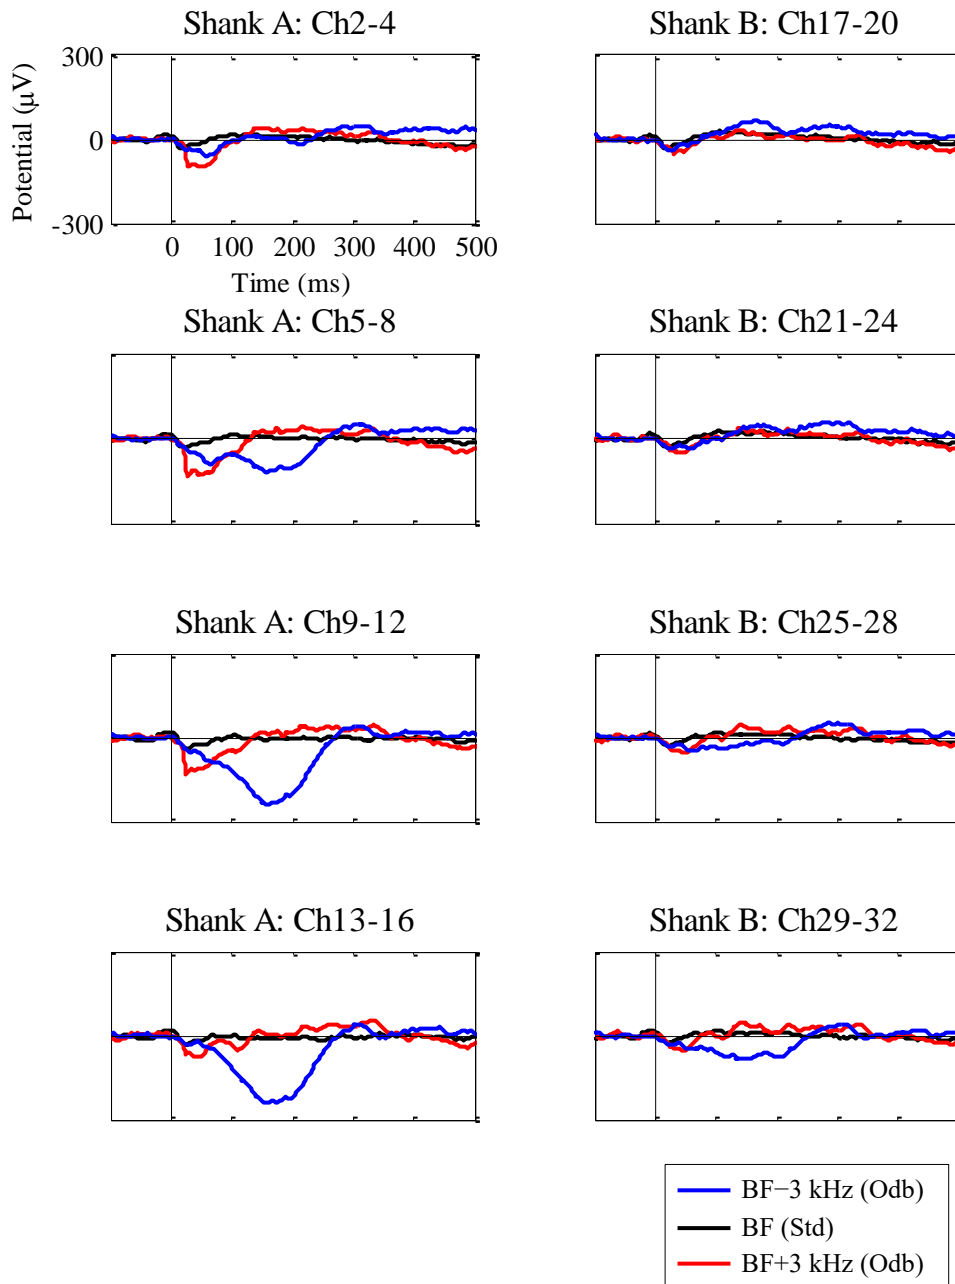 Shank A: Ch2-4
Shank B: Ch17-20
Potential (μV)
300
0
-300
0 100 200 300 400 500
Time (ms)
Shank A: Ch5-8
Shank B: Ch21-24
Shank A: Ch9-12
Shank B: Ch25-28
Shank A: Ch13-16
Shank B: Ch29-32
BF−3 kHz (Odb)
BF (Std)
BF+3 kHz (Odb)